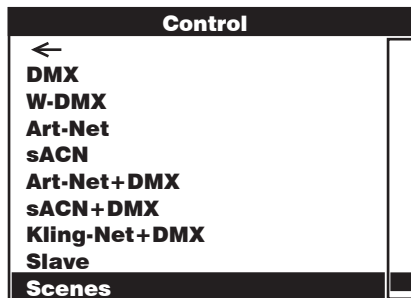 Control
←
DMX
W-DMX
Art-Net
sACN
Art-Net+DMX
sACN+DMX
Kling-Net+DMX
Slave
Scenes